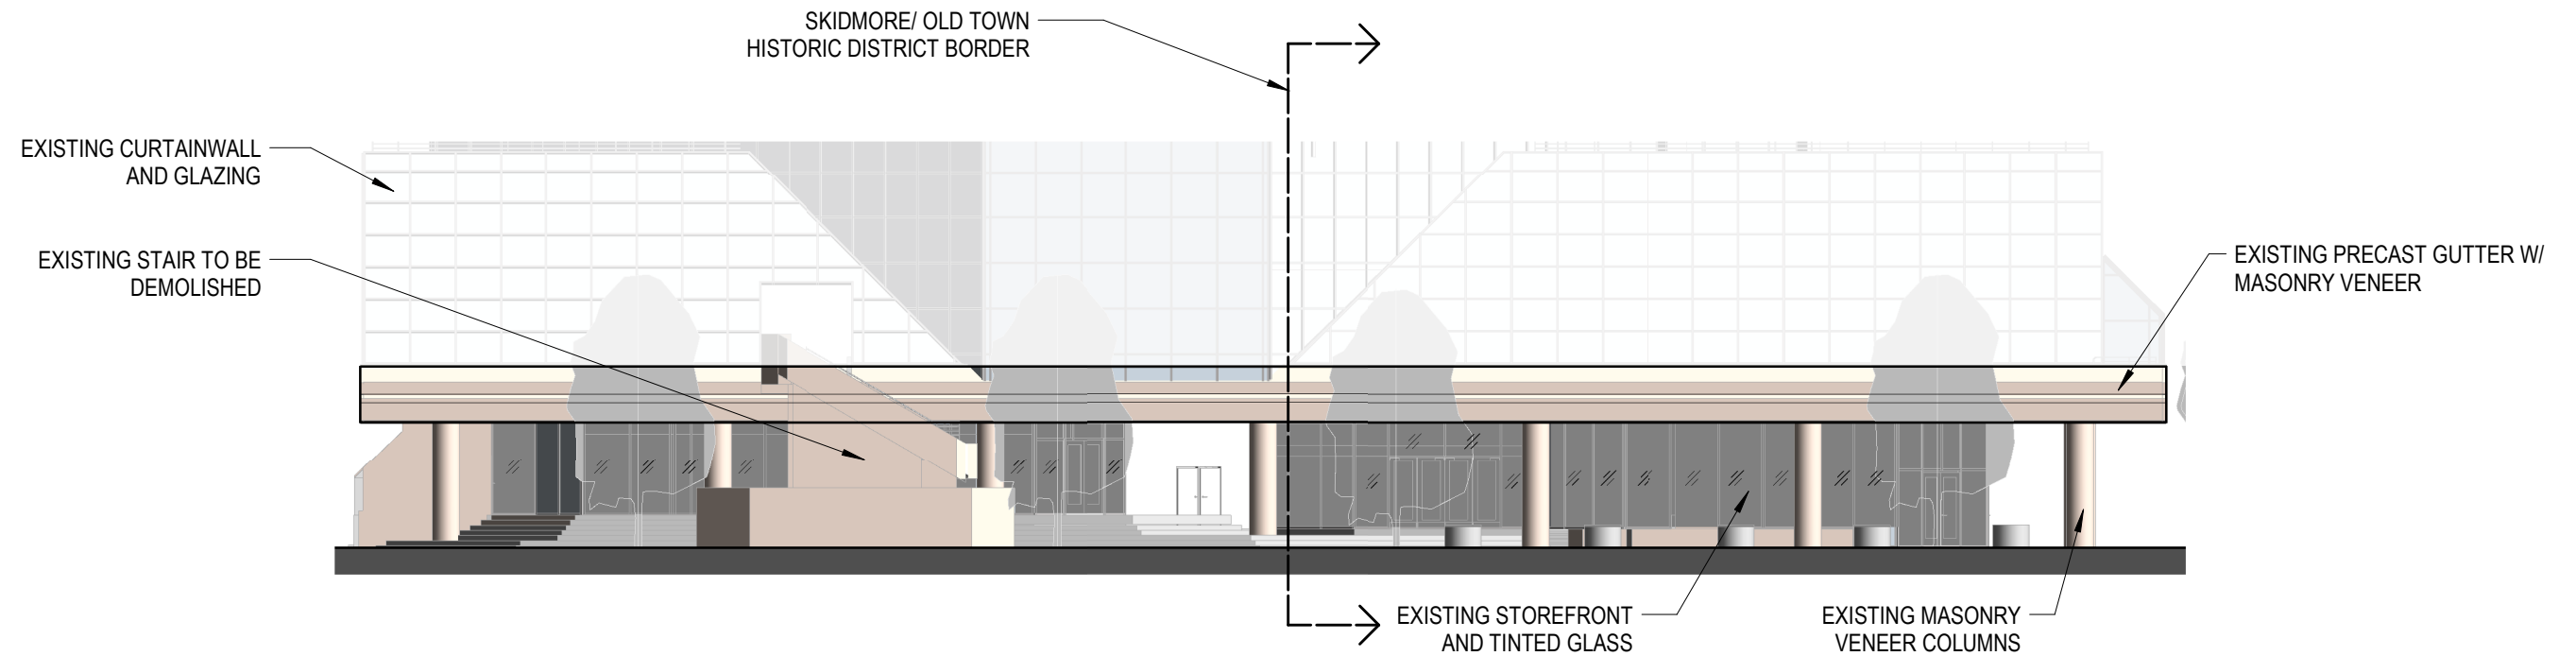 SKIDMORE/ OLD TOWN
HISTORIC DISTRICT BORDER
EXISTING CURTAINWALL
AND GLAZING
EXISTING STAIR TO BE
DEMOLISHED
EXISTING PRECAST GUTTER W/
MASONRY VENEER
EXISTING STOREFRONT
AND TINTED GLASS
EXISTING MASONRY
VENEER COLUMNS